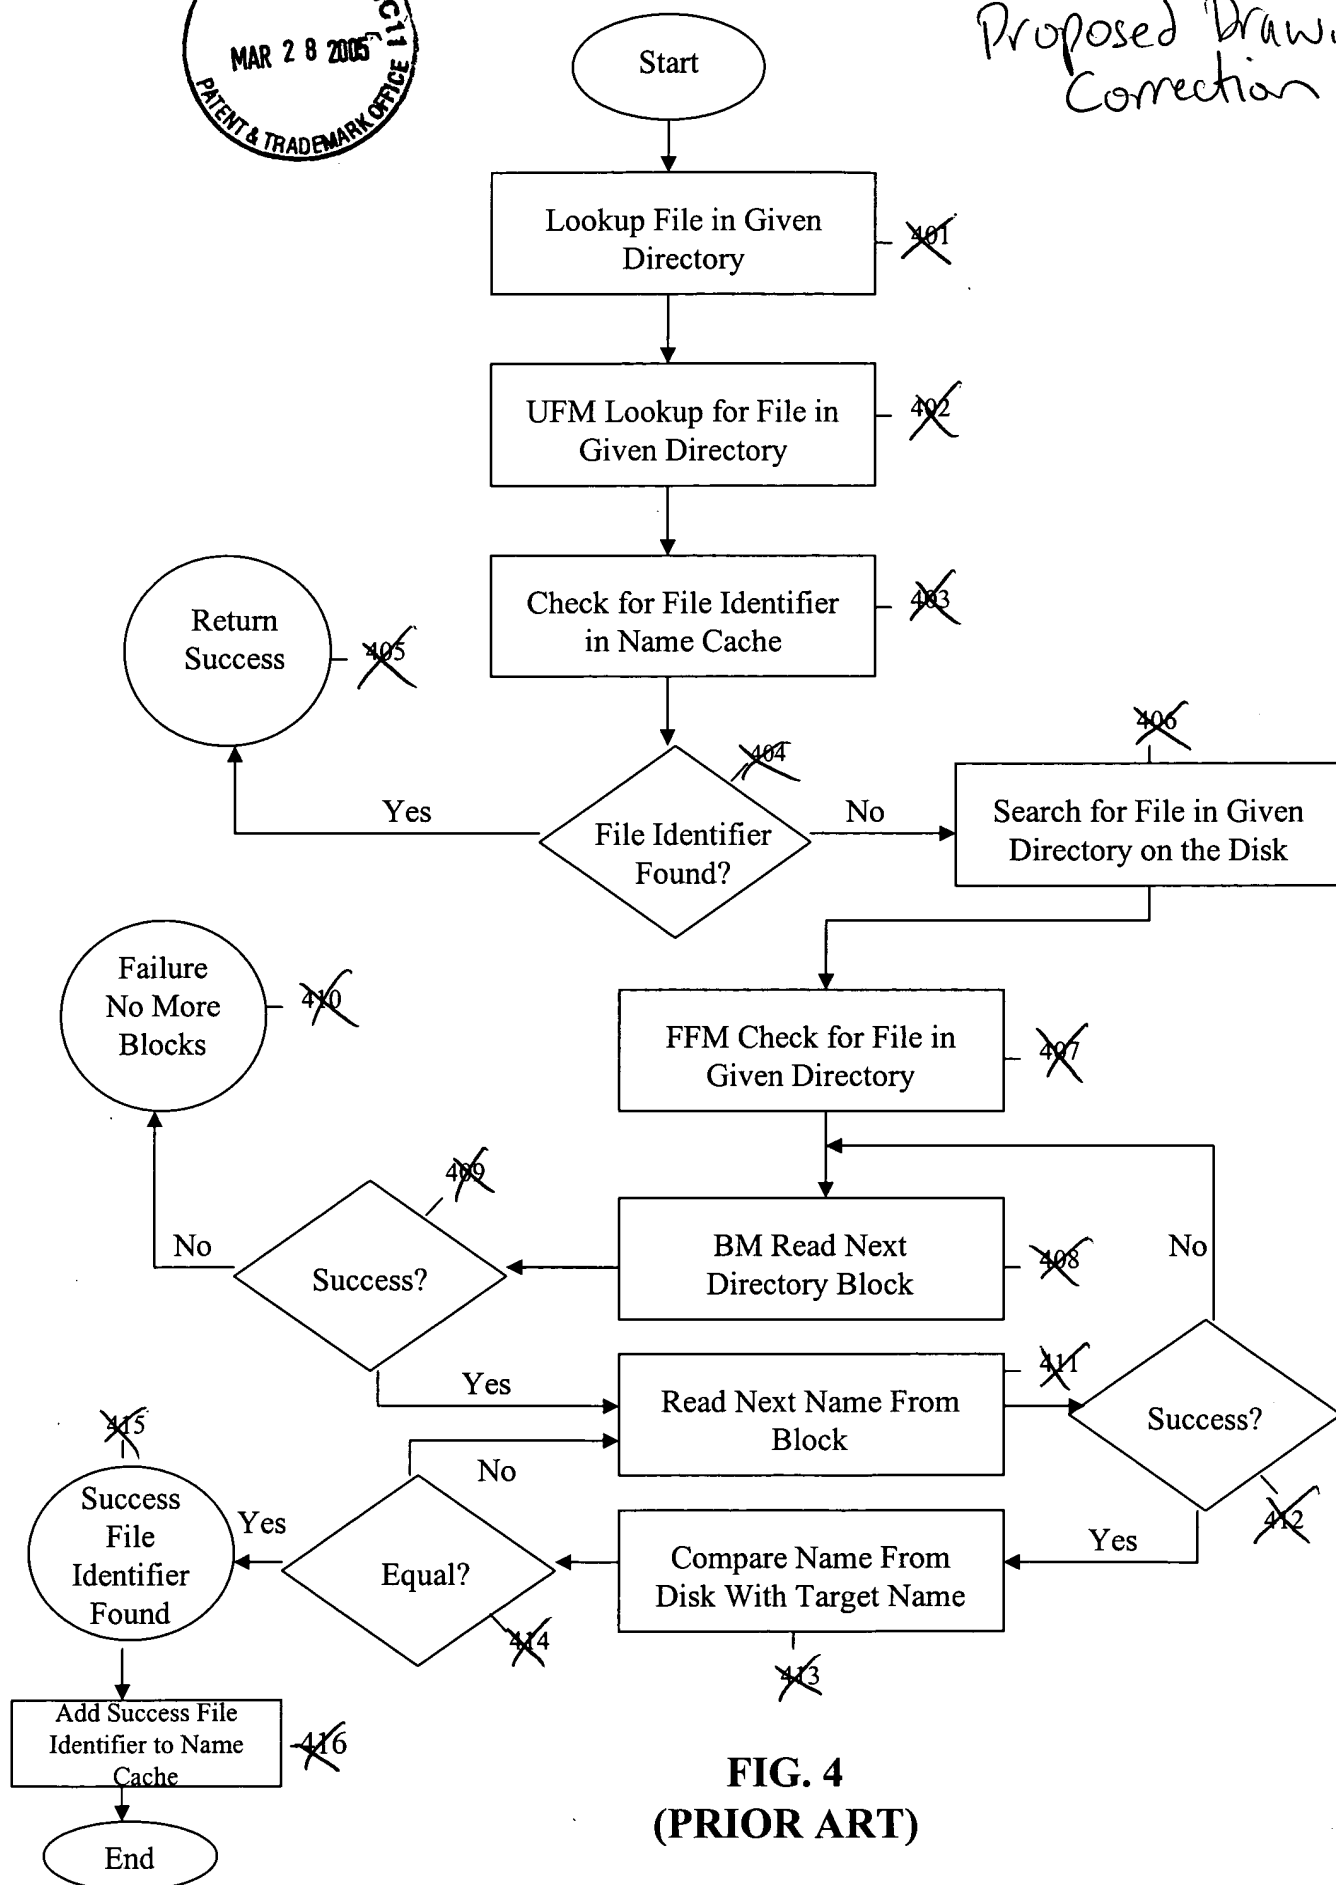 MAR 28 2005
PATENT & TRADEMARK OFFICE
Proposed
Correction
Start
Lookup File in Given
Directory
401
UFM Lookup for File in
Given Directory
402
Check for File Identifier
in Name Cache
403
Return
Success
405
404
406
Yes
File Identifier
Found?
No
Search for File in Given
Directory on the Disk
Failure
No More
Blocks
410
FFM Check for File in
Given Directory
407
409
No
Success?
BM Read Next
Directory Block
408
No
Yes
Read Next Name From
Block
411
Success?
412
415
Success
File
Identifier
Found
Yes
No
Equal?
414
Compare Name From
Disk With Target Name
413
Yes
Add Success File
Identifier to Name
Cache
416
End
FIG. 4
(PRIOR ART)